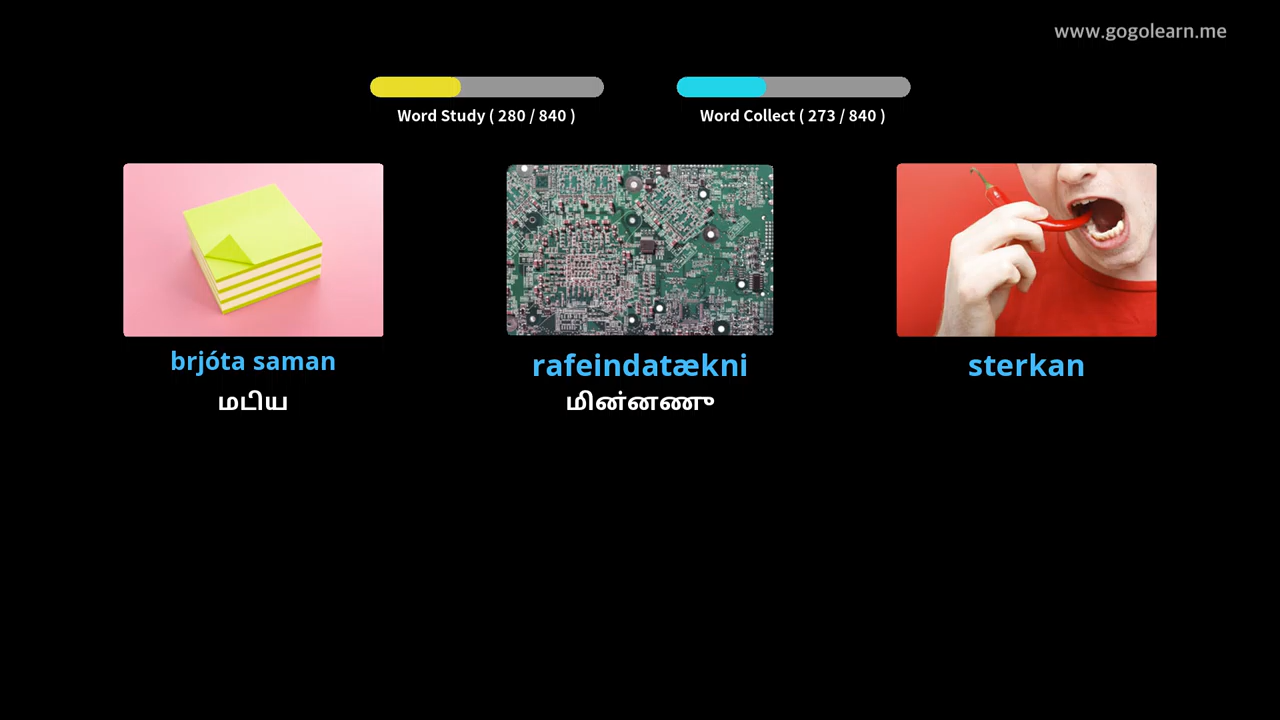 www.gogolearn.me
Word Study ( 280 / 840 )
Word Collect ( 273 / 840 )
brjóta saman
rafeindatækni
sterkan
மடிய
மின்னணு